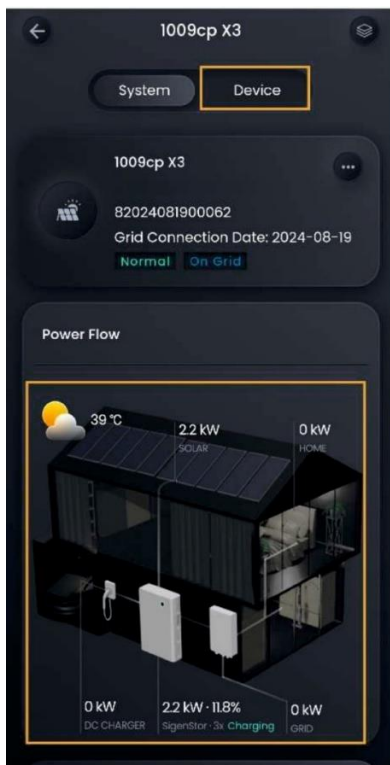 1009cp X3
System
Device
1009cp X3
82024081900062
Grid Connection Date: 2024-08-19
Normal On Grid
Power Flow
39 °C
2.2 kW
SOLAR
0 kW
HOME
0 kW
DC CHARGER
2.2 kW · 11.8%
SigenStor · 3x Charging
0 kW
GRID